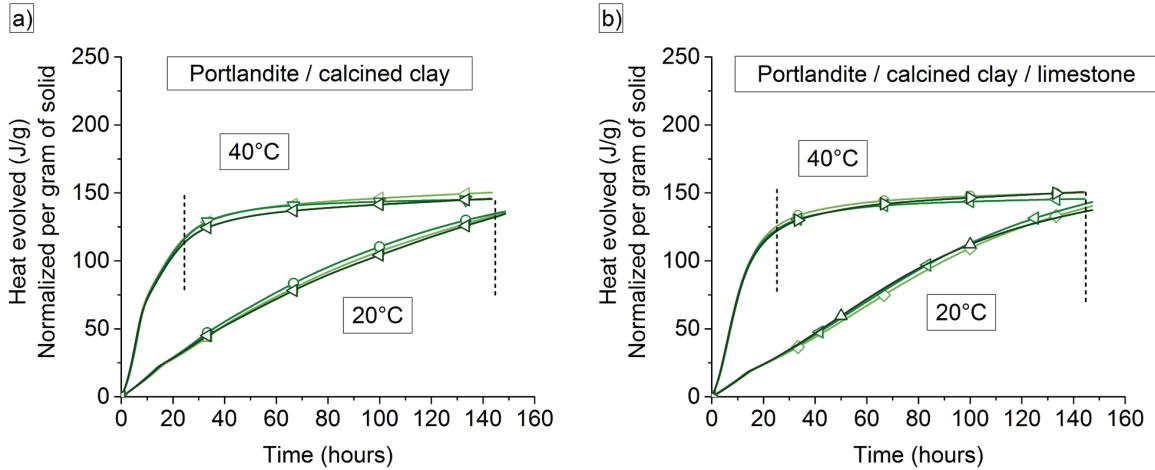 a)
Portlandite / calcined clay
Heat evolved (J/g)
Normalized per gram of solid
250
200
150
100
50
0
40°C
20°C
0 20 40 60 80 100 120 140 160
Time (hours)
b)
Portlandite / calcined clay / limestone
Heat evolved (J/g)
Normalized per gram of solid
250
200
150
100
50
0
40°C
20°C
0 20 40 60 80 100 120 140 160
Time (hours)